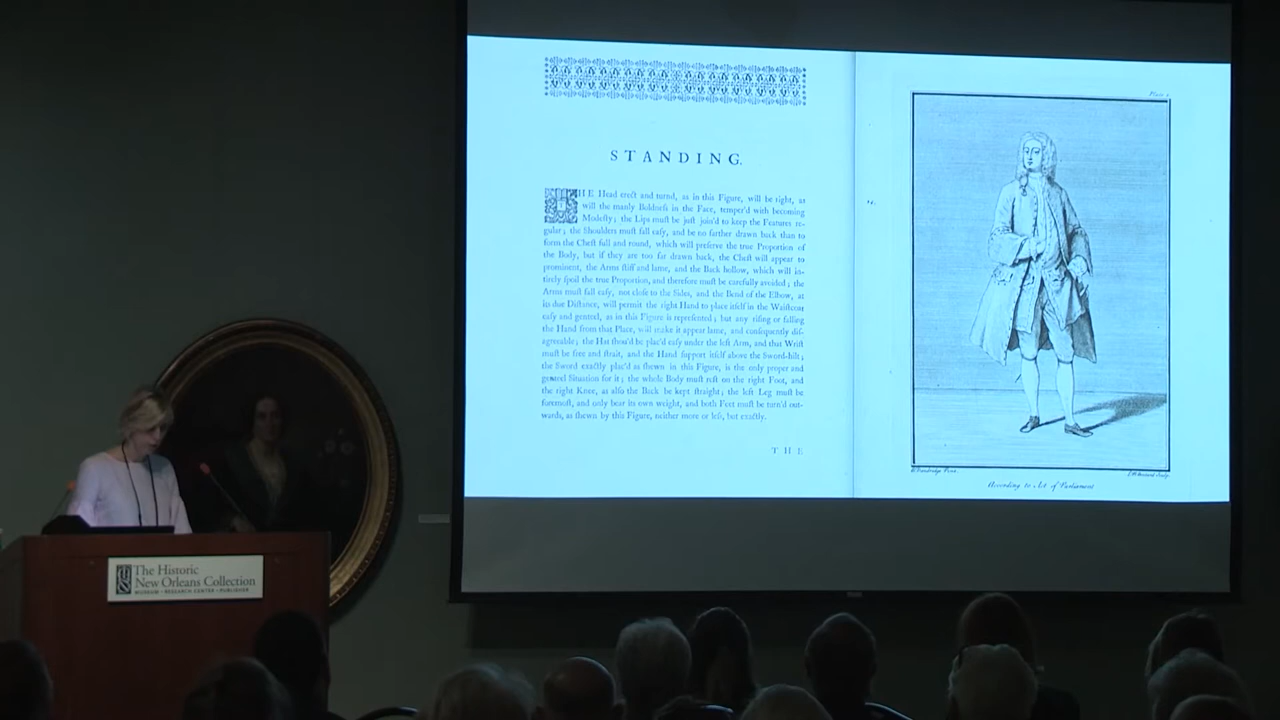 STANDING.
THE Head erect and turnd, as in this Figure, will be right, as
will the manly Boldneſs in the Face, temper'd with becoming
Modeſty; the Lips muſt be juſt join'd to keep the Features re-
gular; the Shoulders muſt fall eaſy, and be no farther drawn back than to
form the Cheſt full and round, which will preſerve the true Proportion of
the Body, but if they are too far drawn back, the Cheſt will appear to
prominent, the Arms ſtiff and lame, and the Back hollow, which will in-
tirely ſpoil the true Proportion, and therefore muſt be carefully avoided; the
Arms muſt fall eaſy, not cloſe to the Sides, and the Bend of the Elbow, at
its due Diſtance, will permit the right Hand to place itſelf in the Waiſtcoat
eaſy and genteel, as in this Figure is repreſented; but any riſing or falling
the Hand from that Place, will make it appear lame, and conſequently diſ-
agreeable; the Hat ſhou'd be plac'd eaſy under the left Arm, and that Wriſt
muſt be free and ſtrait, and the Hand ſupport itſelf above the Sword-hilt;
the Sword exactly plac'd as ſhewn in this Figure, is the only proper and
genteel Situation for it; the whole Body muſt reſt on the right Foot, and
the right Knee, as alſo the Back be kept ſtraight; the left Leg muſt be
foremoſt, and only bear its own weight, and both Feet muſt be turn'd out-
wards, as ſhewn by this Figure, neither more or leſs, but exactly.
THE
Plate 1
According to Act of Parliament
The Historic
New Orleans Collection
MUSEUM • RESEARCH CENTER • PUBLISHER